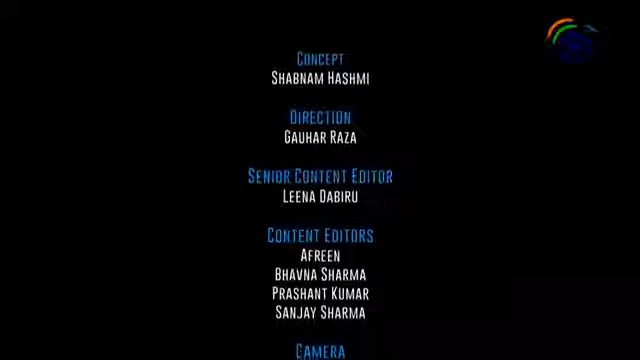 Concept
Shabnam Hashmi
Direction
Gauhar Raza
Senior Content Editor
Leena Dabiru
Content Editors
Afreen
Bhavna Sharma
Prashant Kumar
Sanjay Sharma
Camera